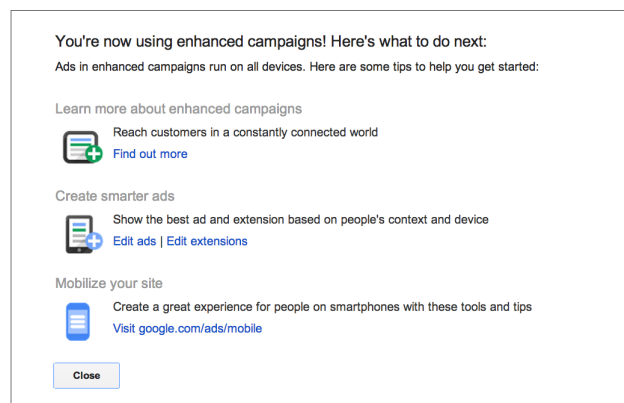 You're now using enhanced campaigns! Here's what to do next:
Ads in enhanced campaigns run on all devices. Here are some tips to help you get started:
Learn more about enhanced campaigns
Reach customers in a constantly connected world
Find out more
Create smarter ads
Show the best ad and extension based on people's context and device
Edit ads | Edit extensions
Mobilize your site
Create a great experience for people on smartphones with these tools and tips
Visit google.com/ads/mobile
Close